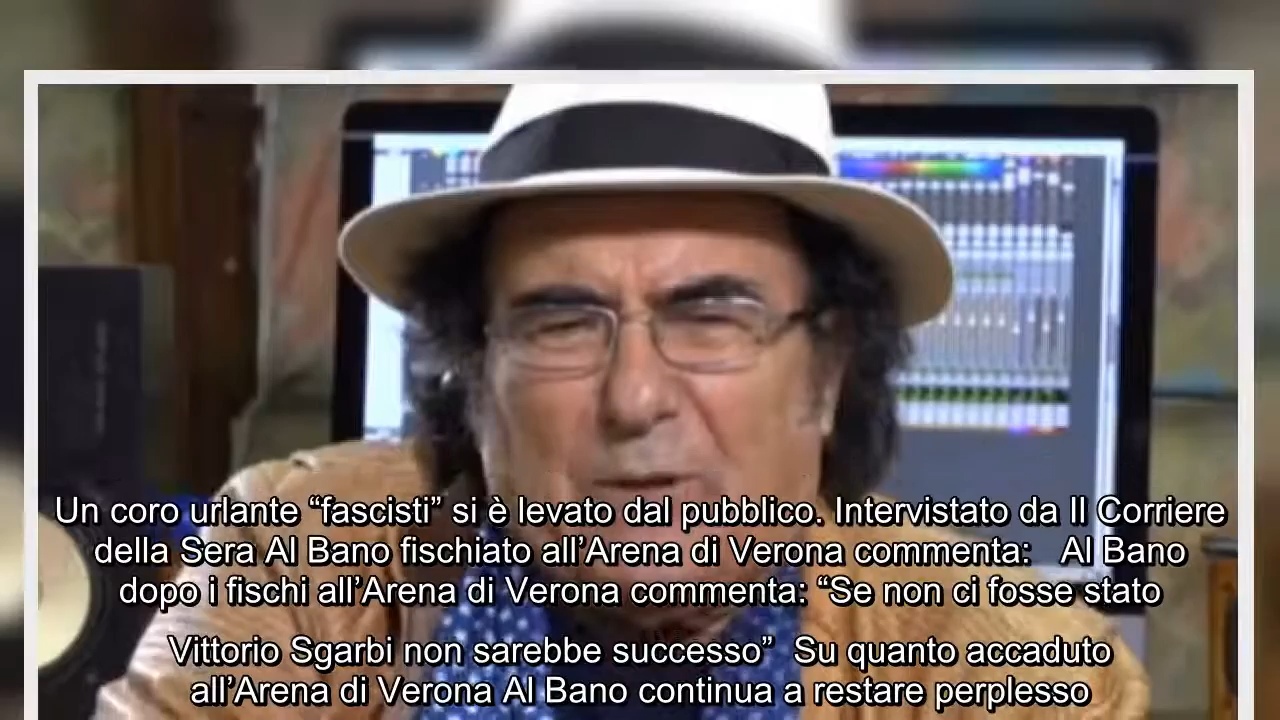 Un coro urlante “fascisti” si è levato dal pubblico. Intervistato da Il Corriere
della Sera Al Bano fischiato all’Arena di Verona commenta: Al Bano
dopo i fischi all’Arena di Verona commenta: “Se non ci fosse stato
Vittorio Sgarbi non sarebbe successo” Su quanto accaduto
all’Arena di Verona Al Bano continua a restare perplesso